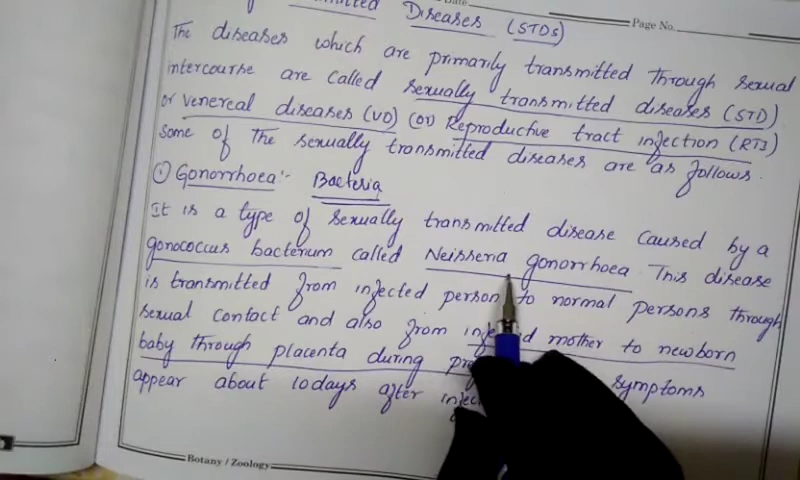 Date
Page No.
Diseases (STDs)
The diseases which are primarily transmitted through sexual
intercourse are called sexually transmitted diseases (STD)
or venereal diseases (VD) (or) Reproductive tract infection (RTI)
some of the sexually transmitted diseases are as follows.
① Gonorrhoea:- Bacteria
It is a type of sexually transmitted disease caused by a
gonococcus bacterium called Neisseria gonorrhoea This disease
is transmitted from infected person to normal persons through
sexual contact and also from mother to newborn
baby through placenta during symptoms
appear about 10days after
Botany / Zoology